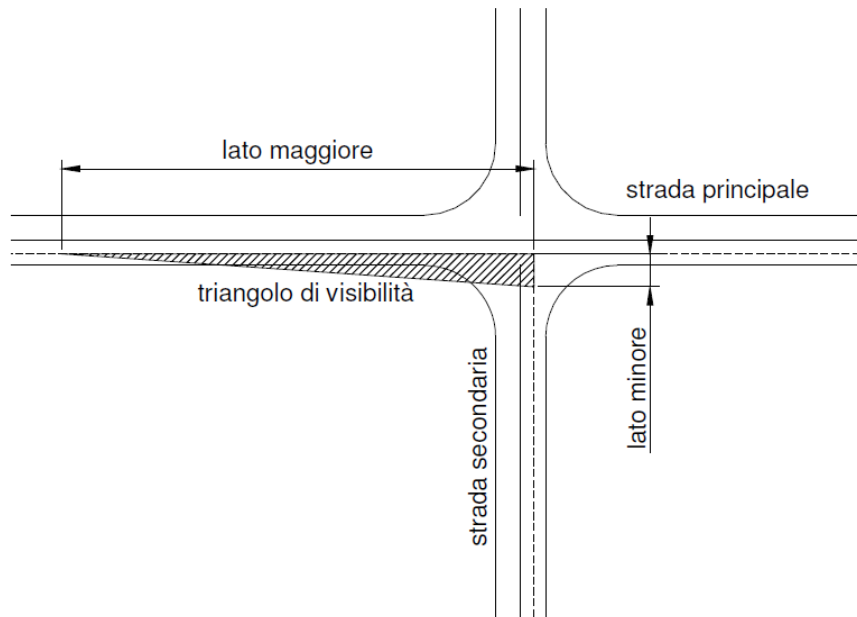 lato maggiore
strada principale
triangolo di visibilità
strada secondaria
lato minore